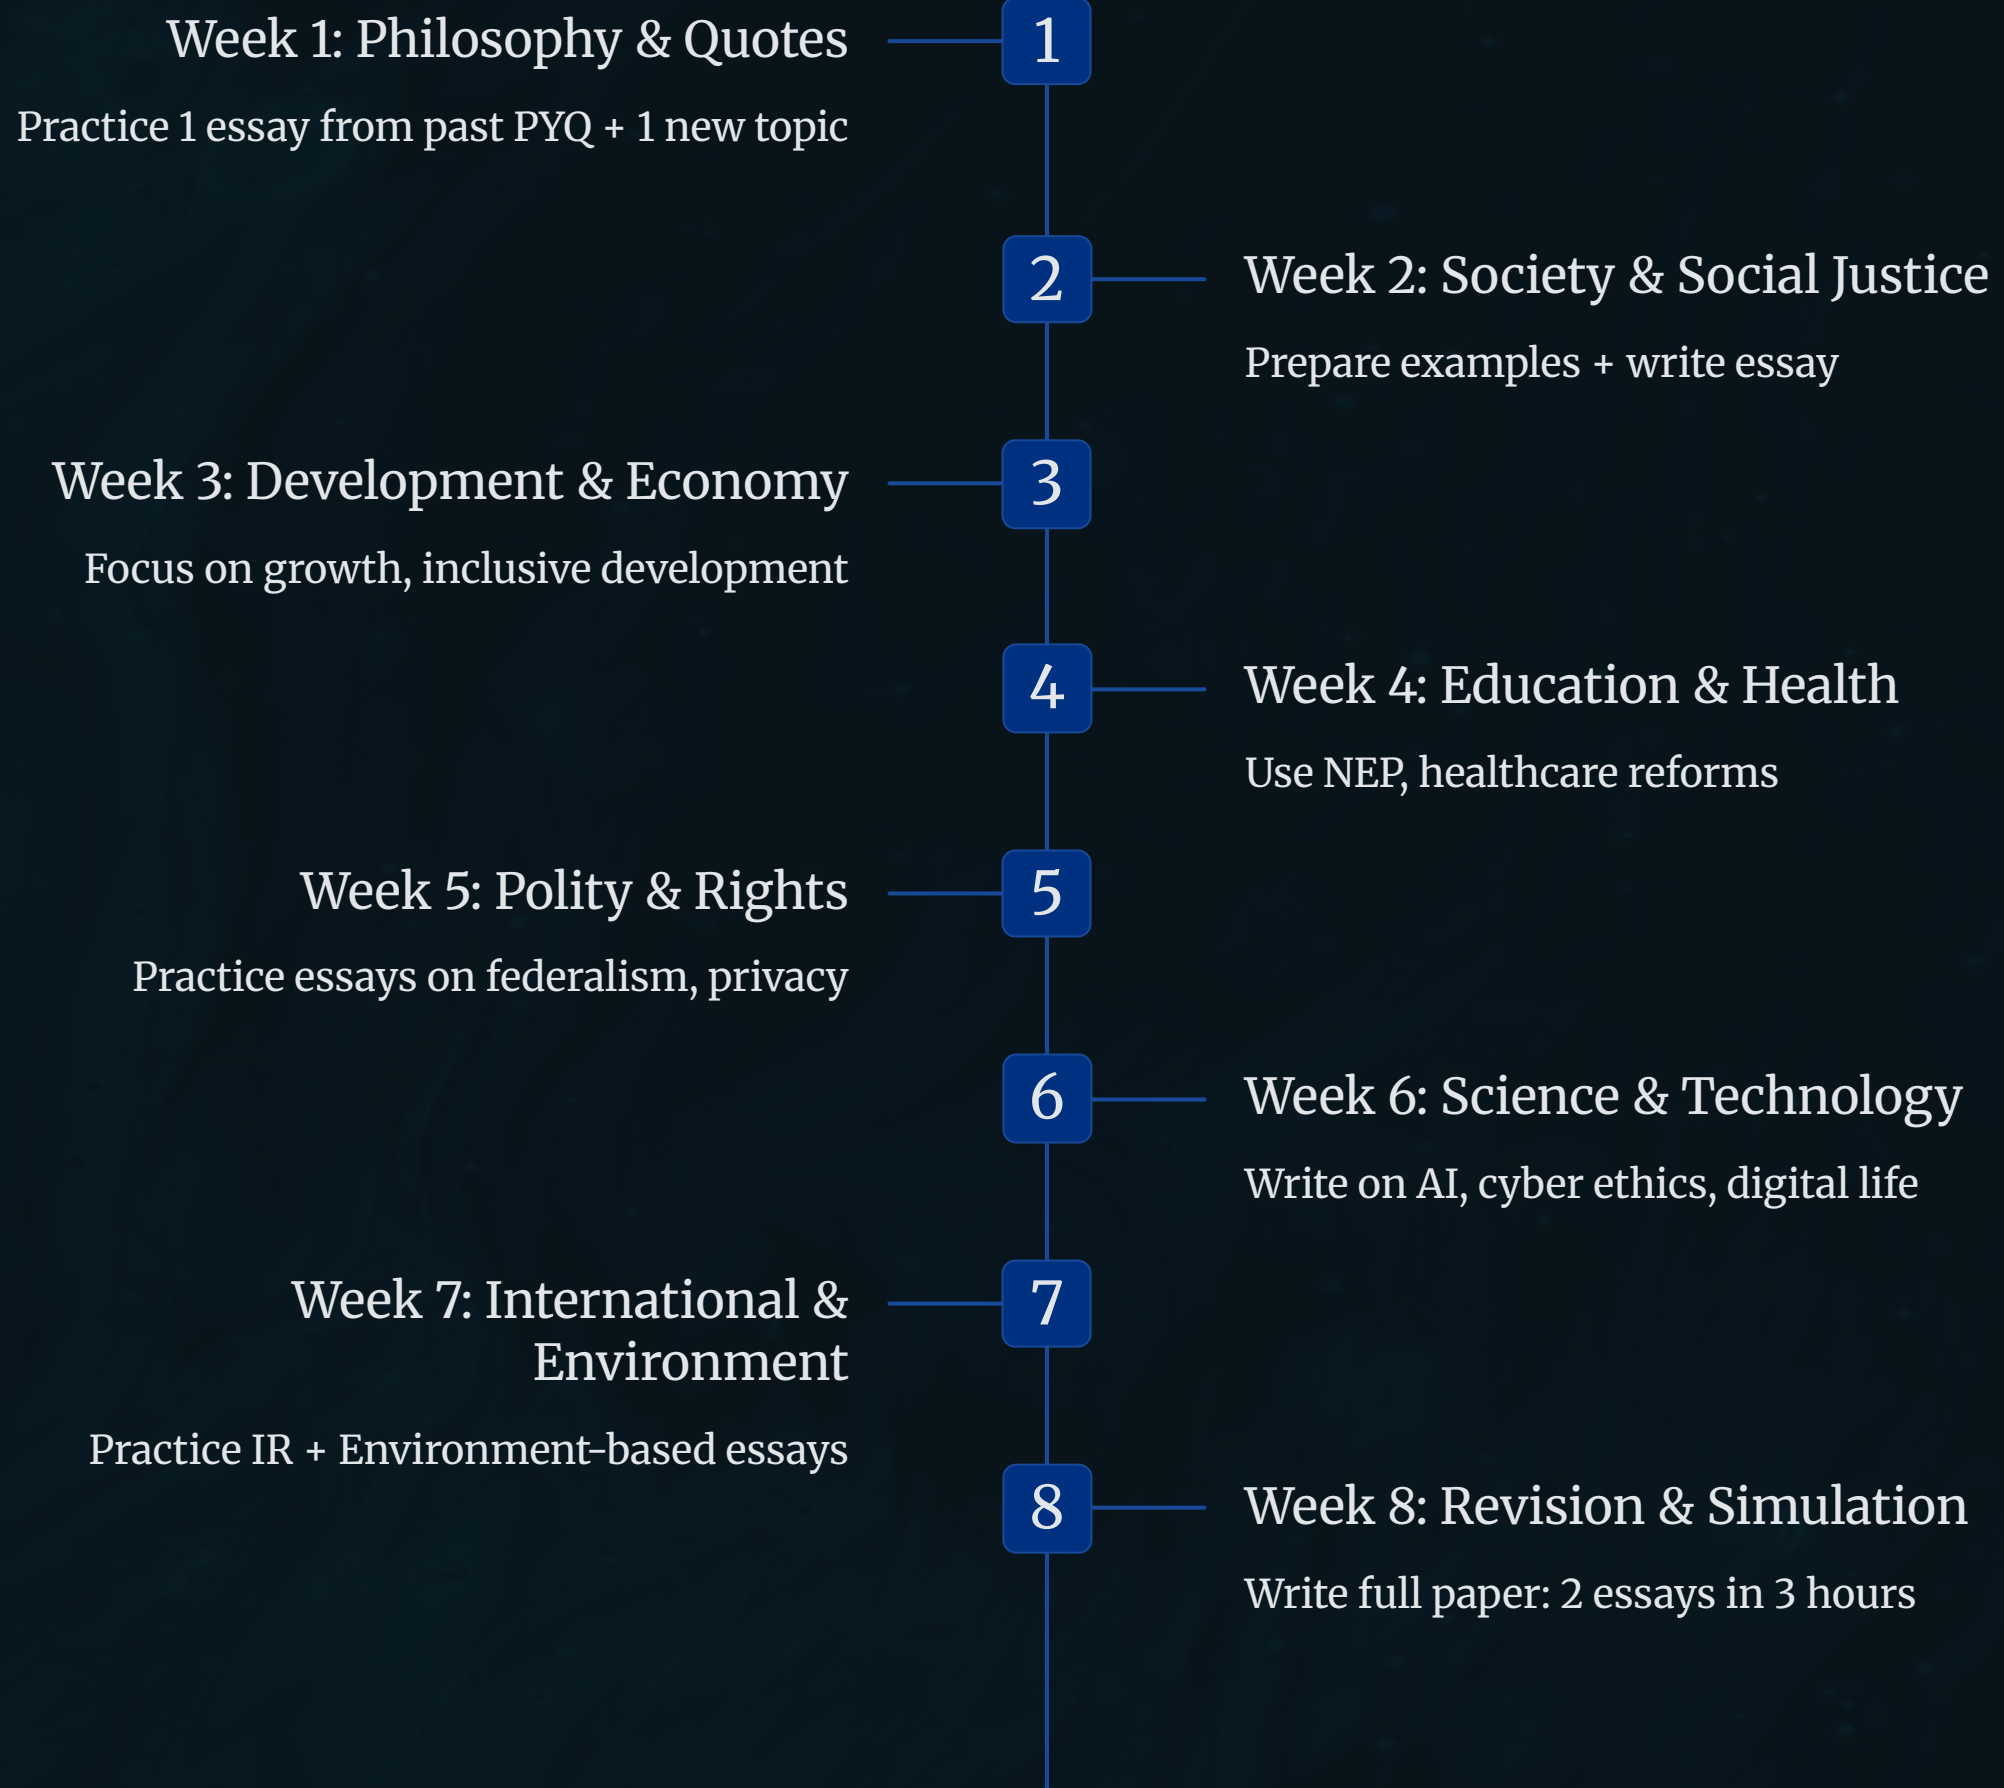 Week 1: Philosophy & Quotes
1
Practice 1 essay from past PYQ + 1 new topic
2
Week 2: Society & Social Justice
Prepare examples + write essay
Week 3: Development & Economy
3
Focus on growth, inclusive development
4
Week 4: Education & Health
Use NEP, healthcare reforms
Week 5: Polity & Rights
5
Practice essays on federalism, privacy
6
Week 6: Science & Technology
Write on AI, cyber ethics, digital life
Week 7: International &
Environment
7
Practice IR + Environment-based essays
8
Week 8: Revision & Simulation
Write full paper: 2 essays in 3 hours